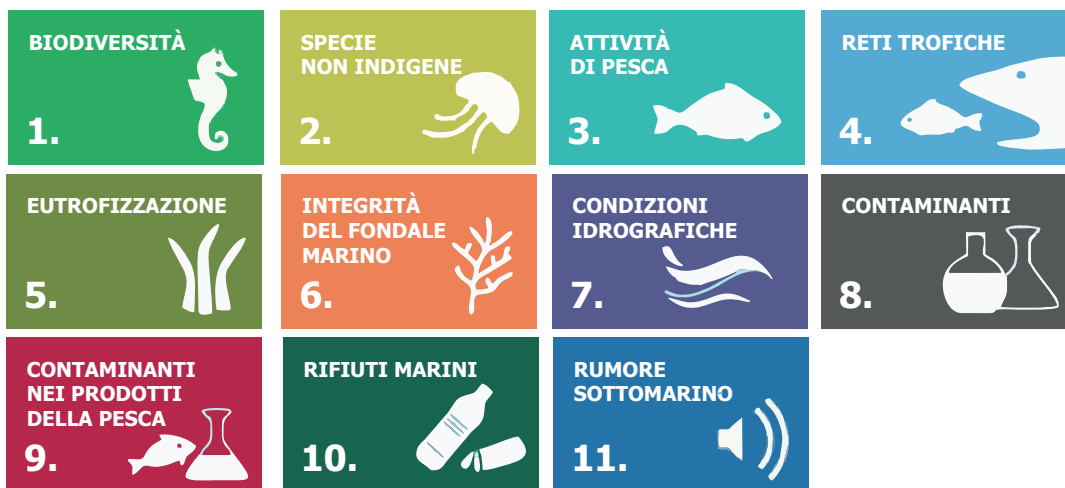 BIODIVERSITÀ
1.
SPECIE
NON INDIGENE
2.
ATTIVITÀ
DI PESCA
3.
RETI TROFICHE
4.
EUTROFIZZAZIONE
5.
INTEGRITÀ
DEL FONDALE
MARINO
6.
CONDIZIONI
IDROGRAFICHE
7.
CONTAMINANTI
8.
CONTAMINANTI
NEI PRODOTTI
DELLA PESCA
9.
RIFIUTI MARINI
10.
RUMORE
SOTTOMARINO
11.